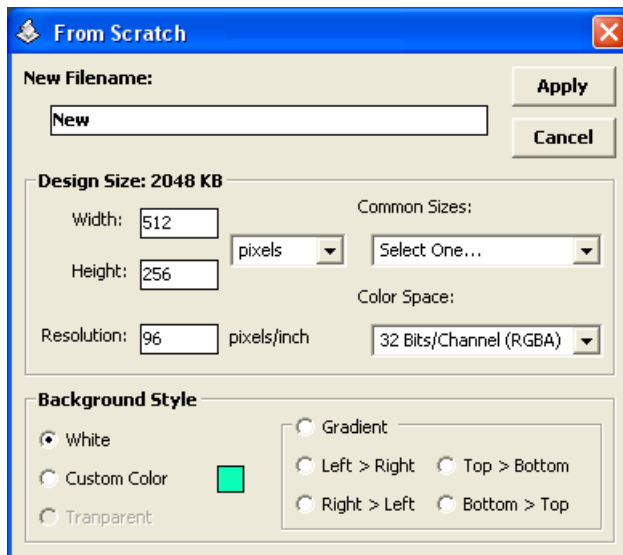 From Scratch
New Filename:
Apply
New
Cancel
Design Size: 2048 KB
Width: 512
pixels
Height: 256
Common Sizes:
Select One...
Color Space:
Resolution: 96 pixels/inch
32 Bits/Channel (RGBA)
Background Style
White
Custom Color
Tranparent
Gradient
Left > Right
Top > Bottom
Right > Left
Bottom > Top